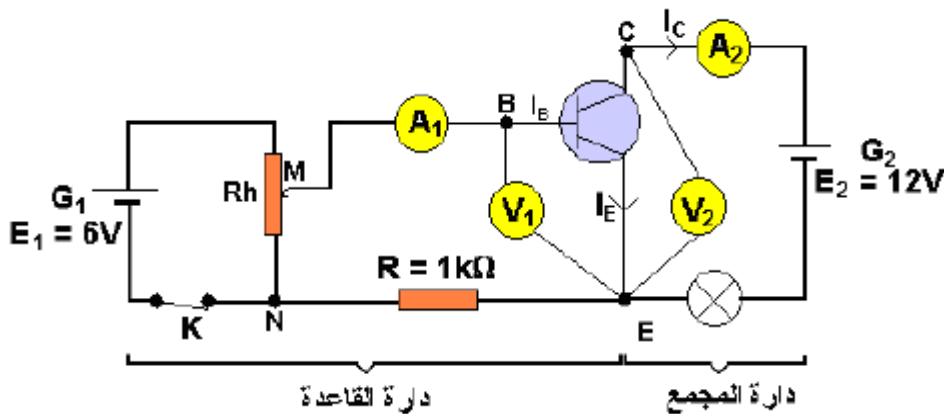 C
I_C
A₂
B
I_B
A₁
M
Rh
G₁
E₁ = 6V
V₁
I_E
V₂
G₂
E₂ = 12V
R = 1kΩ
K
N
E
دارة القاعدة
دارة المجمع